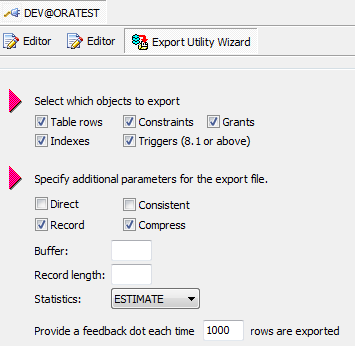 DEV@ORATEST
Editor Editor Export Utility Wizard
Select which objects to export
Table rows Constraints Grants
Indexes Triggers (8.1 or above)
Specify additional parameters for the export file.
Direct Consistent
Record Compress
Buffer:
Record length:
Statistics: ESTIMATE
Provide a feedback dot each time 1000 rows are exported